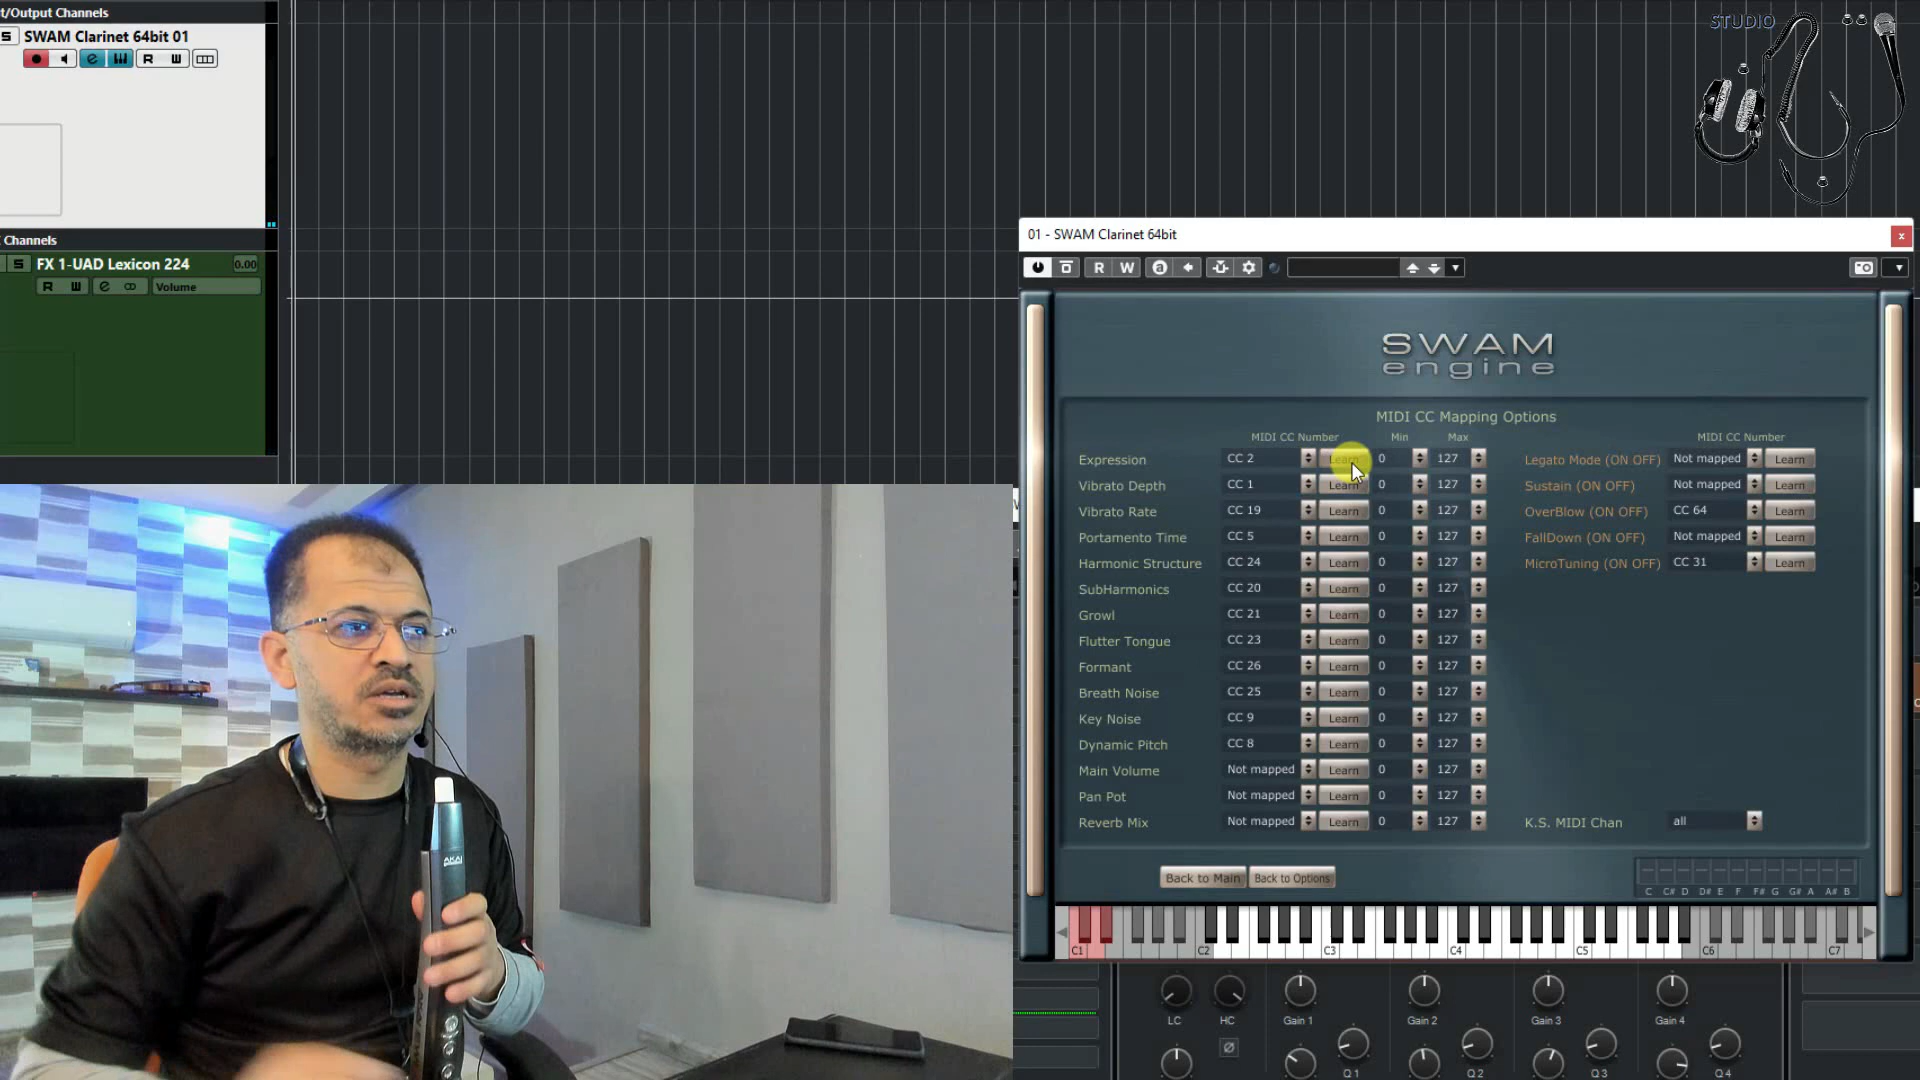 t/Output Channels
S SWAM Clarinet 64bit 01
R W
Channels
S FX 1-UAD Lexicon 224 0.00
R W Volume
STUDIO
01 - SWAM Clarinet 64bit
R W
SWAM
engine
MIDI CC Mapping Options
MIDI CC Number Min Max MIDI CC Number
Expression CC 2 Learn 0 127 Legato Mode (ON OFF) Not mapped Learn
Vibrato Depth CC 1 Learn 0 127 Sustain (ON OFF) Not mapped Learn
Vibrato Rate CC 19 Learn 0 127 OverBlow (ON OFF) CC 64 Learn
Portamento Time CC 5 Learn 0 127 FallDown (ON OFF) Not mapped Learn
Harmonic Structure CC 24 Learn 0 127 MicroTuning (ON OFF) CC 31 Learn
SubHarmonics CC 20 Learn 0 127
Growl CC 21 Learn 0 127
Flutter Tongue CC 23 Learn 0 127
Formant CC 26 Learn 0 127
Breath Noise CC 25 Learn 0 127
Key Noise CC 9 Learn 0 127
Dynamic Pitch CC 8 Learn 0 127
Main Volume Not mapped Learn 0 127
Pan Pot Not mapped Learn 0 127
Reverb Mix Not mapped Learn 0 127 K.S. MIDI Chan all
Back to Main Back to Options
C C# D D# E F F# G G# A A# B
C1 C2 C3 C4 C5 C6 C7
LC HC Gain 1 Gain 2 Gain 3 Gain 4
Q 1 Q 2 Q 3 Q 4
AKAI